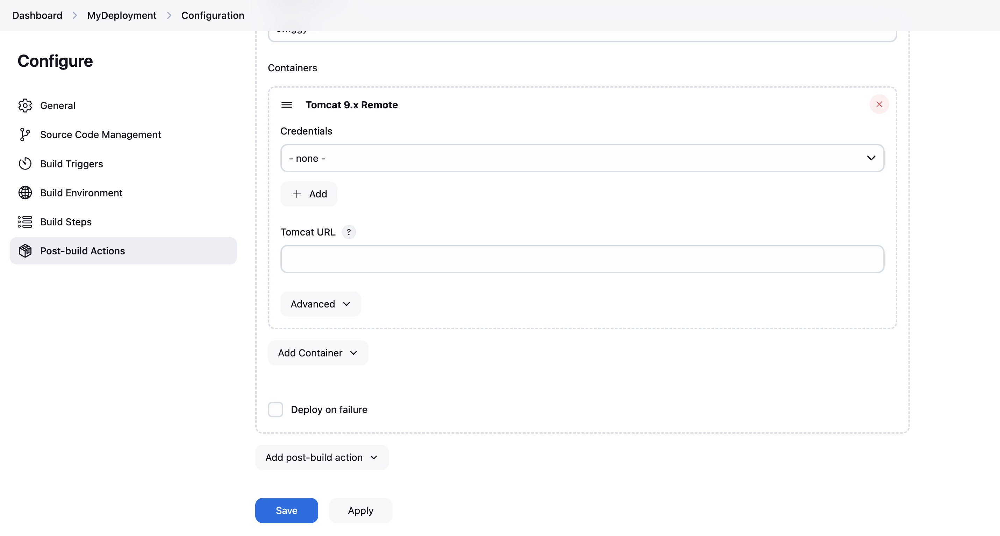 Dashboard > MyDeployment > Configuration
Configure
General
Source Code Management
Build Triggers
Build Environment
Build Steps
Post-build Actions
Containers
Tomcat 9.x Remote
Credentials
- none -
+ Add
Tomcat URL ?
Advanced
Add Container
Deploy on failure
Add post-build action
Save Apply